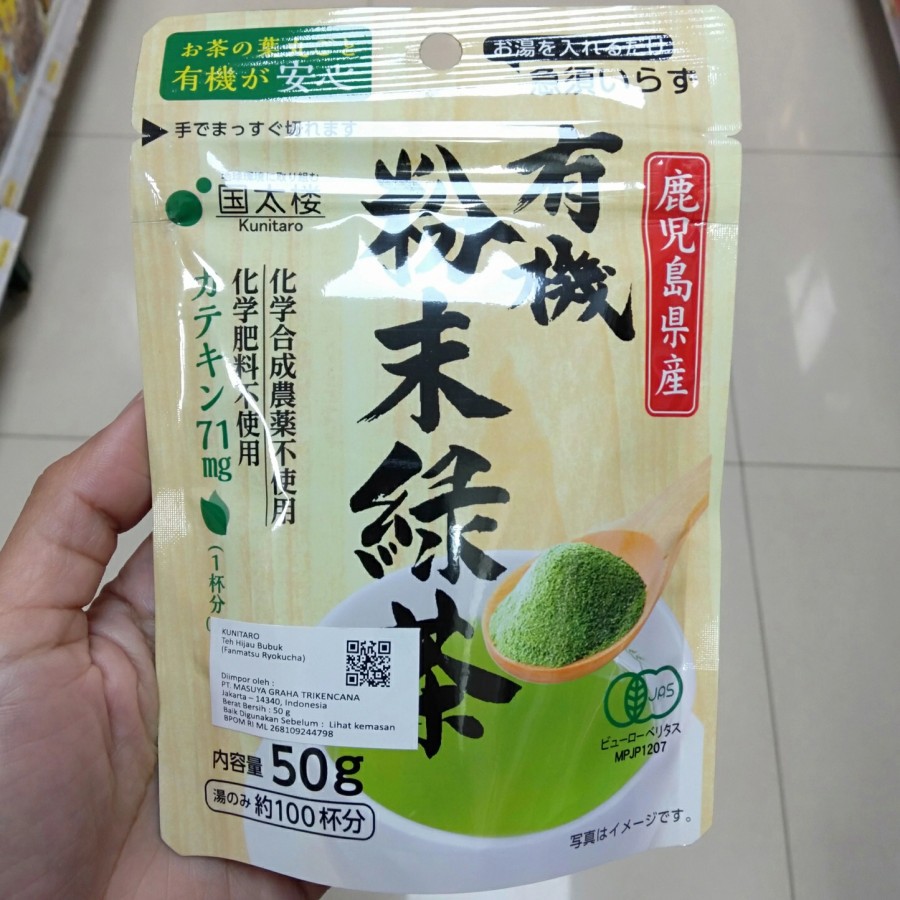 お茶の葉丸ごと
有機が安心
お湯を入れるだけ
急須いらず
手でまっすぐ切れます
国太楼
Kunitaro
有機
粉末緑茶
鹿児島県産
化学合成農薬不使用
化学肥料不使用
カテキン71mg
(1杯分)
KUNITARO
Teh Hijau Bubuk
(Fanmatsu Ryokucha)
Diimpor oleh :
PT. MASUYA GRAHA TRIKENCANA
Jakarta – 14340, Indonesia
Berat Bersih : 50 g
Baik Digunakan Sebelum : Lihat kemasan
BPOM RI ML 268109244798
JAS
ビューローベリタス
MPJP1207
内容量 50g
湯のみ 約100杯分
写真はイメージです。